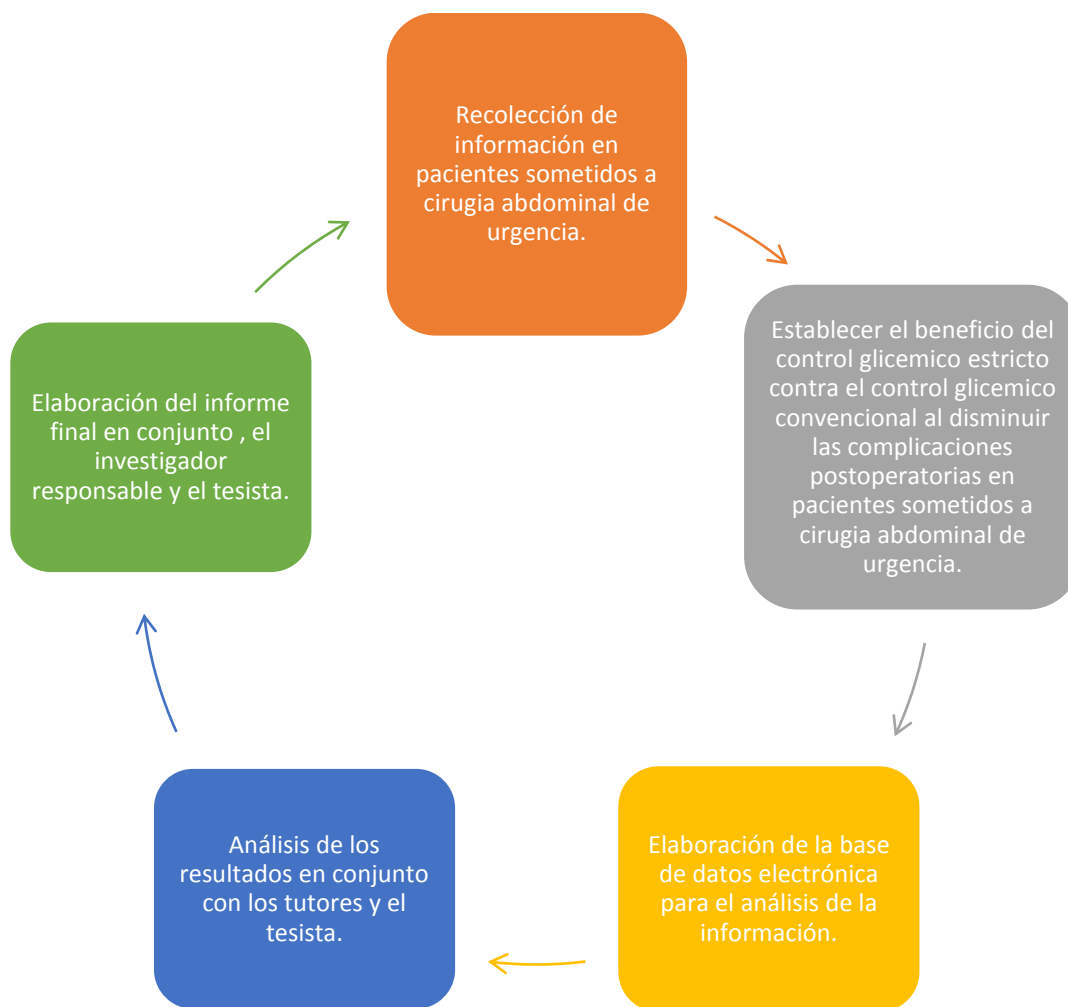 Recolección de
información en
pacientes sometidos a
cirugia abdominal de
urgencia.
Establecer el beneficio del
control glicemico estricto
contra el control glicemico
convencional al disminuir
las complicaciones
postoperatorias en
pacientes sometidos a
cirugia abdominal de
urgencia.
Elaboración de la base
de datos electrónica
para el análisis de la
información.
Análisis de los
resultados en conjunto
con los tutores y el
tesista.
Elaboración del informe
final en conjunto , el
investigador
responsable y el tesista.